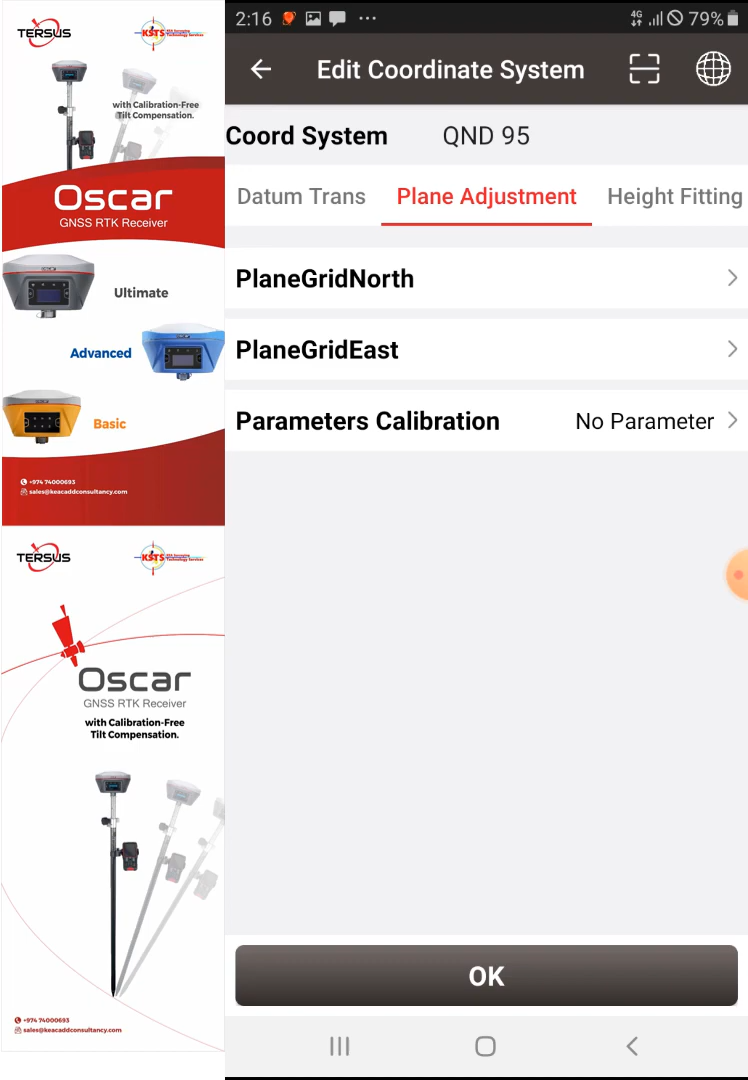 TERSUS
KSTS
with Calibration-Free
Tilt Compensation.
Oscar
GNSS RTK Receiver
Ultimate
Advanced
Basic
+974 74000693
sales@keacaddconsultancy.com
TERSUS
KSTS
Oscar
GNSS RTK Receiver
with Calibration-Free
Tilt Compensation.
+974 74000693
sales@keacaddconsultancy.com
2:16
4G
79%
Edit Coordinate System
Coord System QND 95
Datum Trans Plane Adjustment Height Fitting
PlaneGridNorth
PlaneGridEast
Parameters Calibration No Parameter
OK